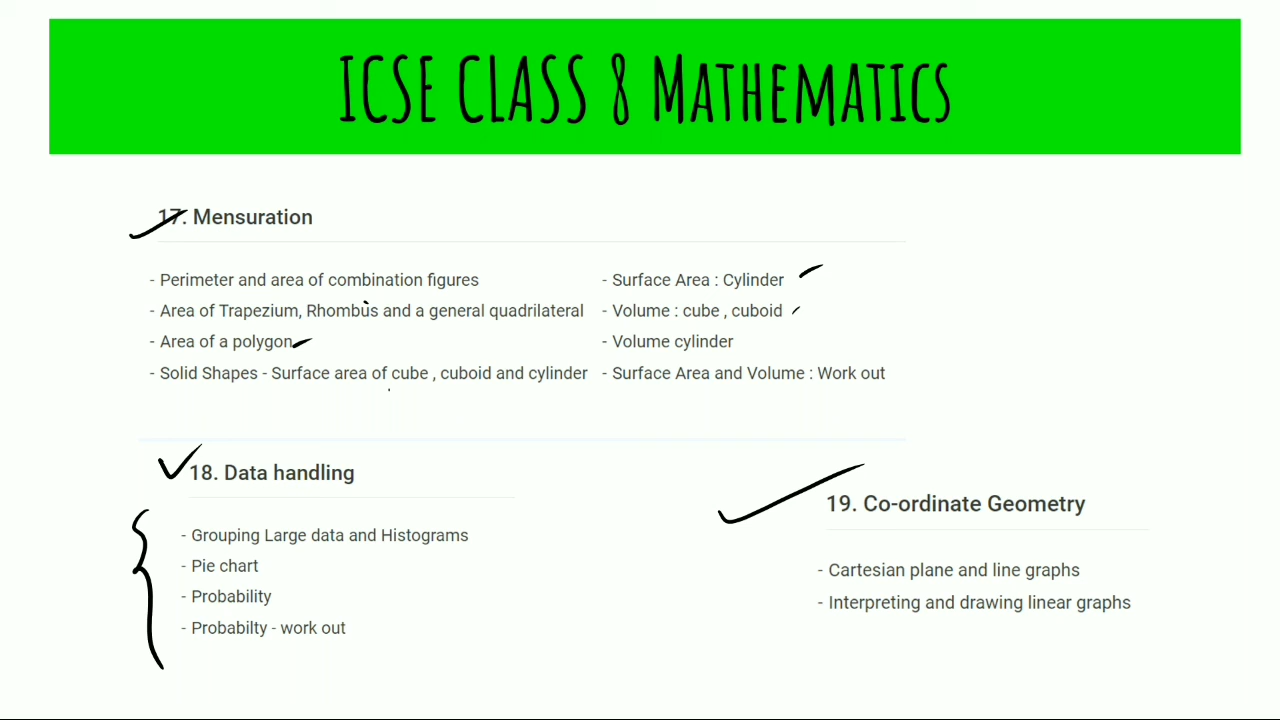 ICSE CLASS 8 MATHEMATICS
17. Mensuration
- Perimeter and area of combination figures
- Area of Trapezium, Rhombus and a general quadrilateral
- Area of a polygon
- Solid Shapes - Surface area of cube , cuboid and cylinder
- Surface Area : Cylinder
- Volume : cube , cuboid
- Volume cylinder
- Surface Area and Volume : Work out
18. Data handling
- Grouping Large data and Histograms
- Pie chart
- Probability
- Probabilty - work out
19. Co-ordinate Geometry
- Cartesian plane and line graphs
- Interpreting and drawing linear graphs